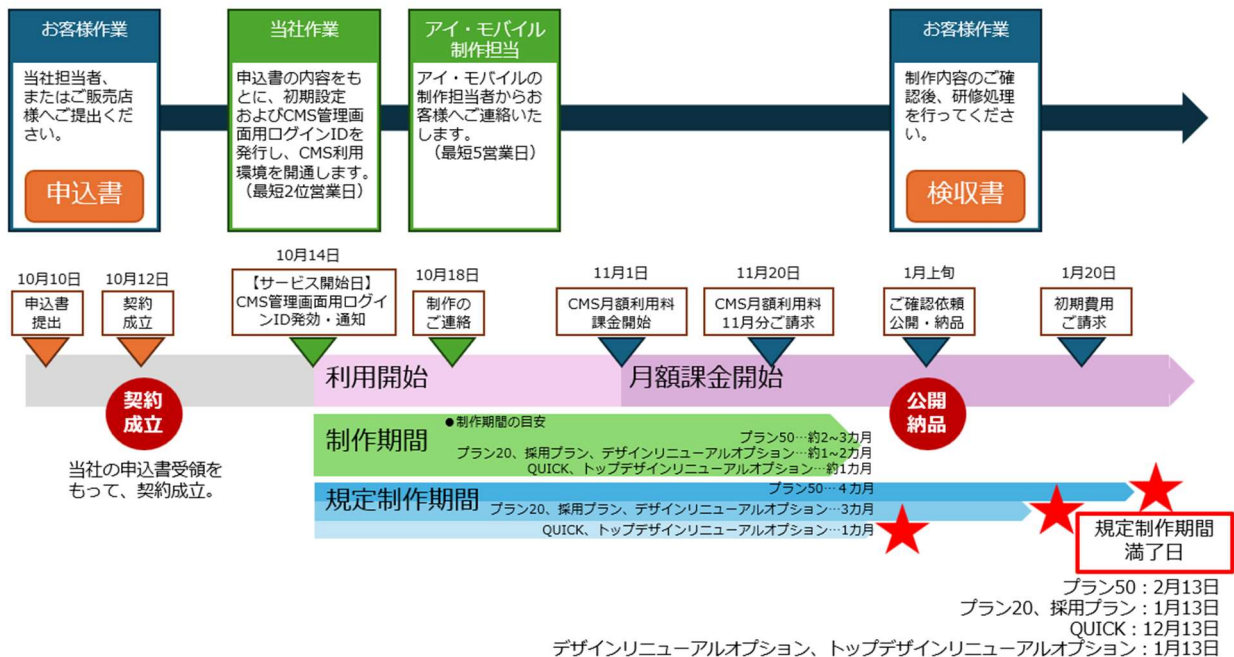 お客様作業
当社担当者、
またはご販売店
様へご提出くだ
さい。
申込書
当社作業
申込書の内容をも
とに、初期設定
およびCMS管理画
面用ログインIDを
発行し、CMS利用
環境を開通します。
（最短2位営業日）
アイ・モバイル
制作担当
アイ・モバイルの
制作担当者からお
客様へご連絡いた
します。
（最短5営業日）
お客様作業
制作内容のご確
認後、研修処理
を行ってくださ
い。
検収書
10月10日
申込書
提出
10月12日
契約
成立
10月14日
【サービス開始日】
CMS管理画面用ログイ
ンID発効・通知
10月18日
制作の
ご連絡
11月1日
CMS月額利用料
課金開始
11月20日
CMS月額利用料
11月分ご請求
1月上旬
ご確認依頼
公開・納品
1月20日
初期費用
ご請求
利用開始
月額課金開始
契約
成立
公開
納品
当社の申込書受領を
もって、契約成立。
制作期間
●制作期間の目安
プラン50…約2~3カ月
プラン20、採用プラン、デザインリニューアルオプション…約1~2カ月
QUICK、トップデザインリニューアルオプション…約1カ月
規定制作期間
プラン50…４カ月
プラン20、採用プラン、デザインリニューアルオプション…3カ月
QUICK、トップデザインリニューアルオプション…1カ月
規定制作期間
満了日
プラン50：2月13日
プラン20、採用プラン：1月13日
QUICK：12月13日
デザインリニューアルオプション、トップデザインリニューアルオプション：1月13日